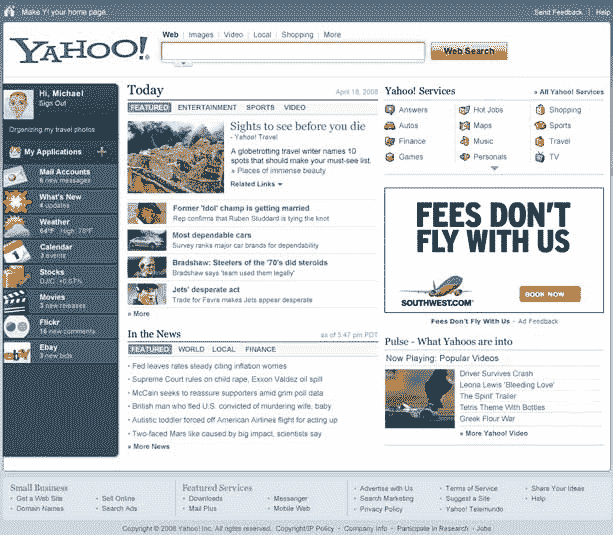 Make Y! your home page.
Send Feedback | Help
YAHOO!
Web | Images | Video | Local | Shopping | More
Web Search
Hi, Michael
Sign Out
Organizing my travel photos
My Applications +
Mail Accounts
6 new messages
What's New
4 updates
Weather
64°F High 78°F
Calendar
3 events
Stocks
DJIC +0.67%
Movies
3 new releases
Flickr
16 new comments
Ebay
3 new bids
Today
April 18, 2008
FEATURED ENTERTAINMENT SPORTS VIDEO
Sights to see before you die
- Yahoo! Travel
A globetrotting travel writer names 10
spots that should make your must-see list.
» Places of immense beauty
Related Links
Former 'Idol' champ is getting married
Rep confirms that Ruben Studdard is tying the knot
Most dependable cars
Survey ranks major car brands for dependability
Bradshaw: Steelers of the '70's did steroids
Bradshaw says 'team used them legally'
Jets' desperate act
Trade for Favre makes Jets appear desperate
» More
In the News
as of 5:47 pm PDT
FEATURED WORLD LOCAL FINANCE
• Fed leaves rates steady citing inflation worries
• Supreme Court rules on child rape, Exxon Valdez oil spill
• McCain seeks to reassure supporters amid grim poll data
• British man who fled U.S. convicted of murdering wife, baby
• Autistic toddler forced off American Airlines flight for acting up
• Two-faced Mars like caused by big impact, scientists say
» More News
Yahoo! Services
» All Yahoo! Services
Answers
Autos
Finance
Games
Hot Jobs
Maps
Music
Personals
Shopping
Sports
Travel
TV
FEES DON'T
FLY WITH US
SOUTHWEST.COM
BOOK NOW
Fees Don't Fly With Us - Ad Feedback
Pulse - What Yahoos are into
Now Playing: Popular Videos
Driver Survives Crash
Leona Lewis 'Bleeding Love'
'The Spirit' Trailer
Tetris Theme With Bottles
Greek Flour War
» More Yahoo! Video
Small Business
• Get a Web Site
• Domain Names
• Sell Online
• Search Ads
Featured Services
• Downloads
• Mail Plus
• Messenger
• Mobile Web
• Advertise with Us
• Search Marketing
• Privacy Policy
• Terms of Service
• Suggest a Site
• Yahoo! Telemundo
• Share Your Ideas
• Help
Copyright © 2008 Yahoo! Inc. All rights reserved. Copyright/IP Policy - Company Info - Participate in Research - Jobs